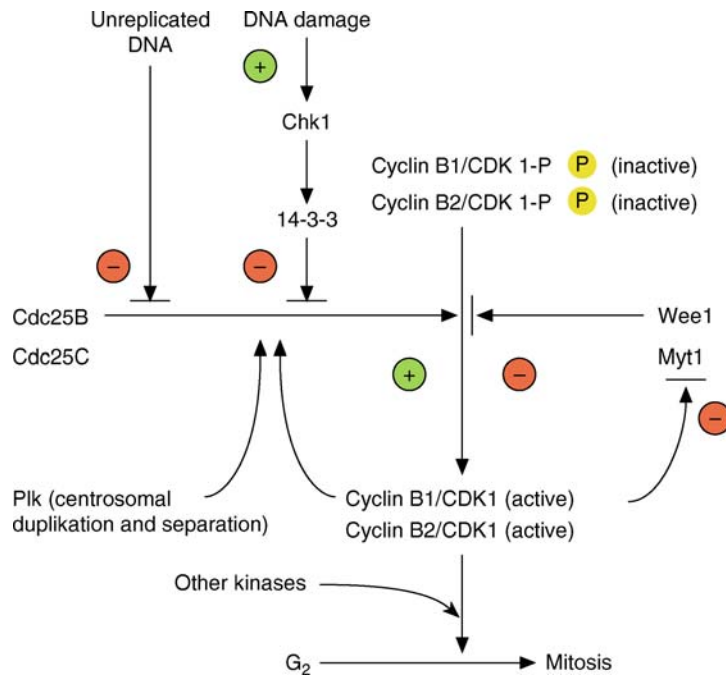 Unreplicated
DNA
DNA damage
+
Chk1
Cyclin B1/CDK 1-P P (inactive)
Cyclin B2/CDK 1-P P (inactive)
14-3-3
−
−
Cdc25B
Wee1
Cdc25C
Myt1
+
−
−
Plk (centrosomal
duplikation and separation)
Cyclin B1/CDK1 (active)
Cyclin B2/CDK1 (active)
Other kinases
G₂
Mitosis